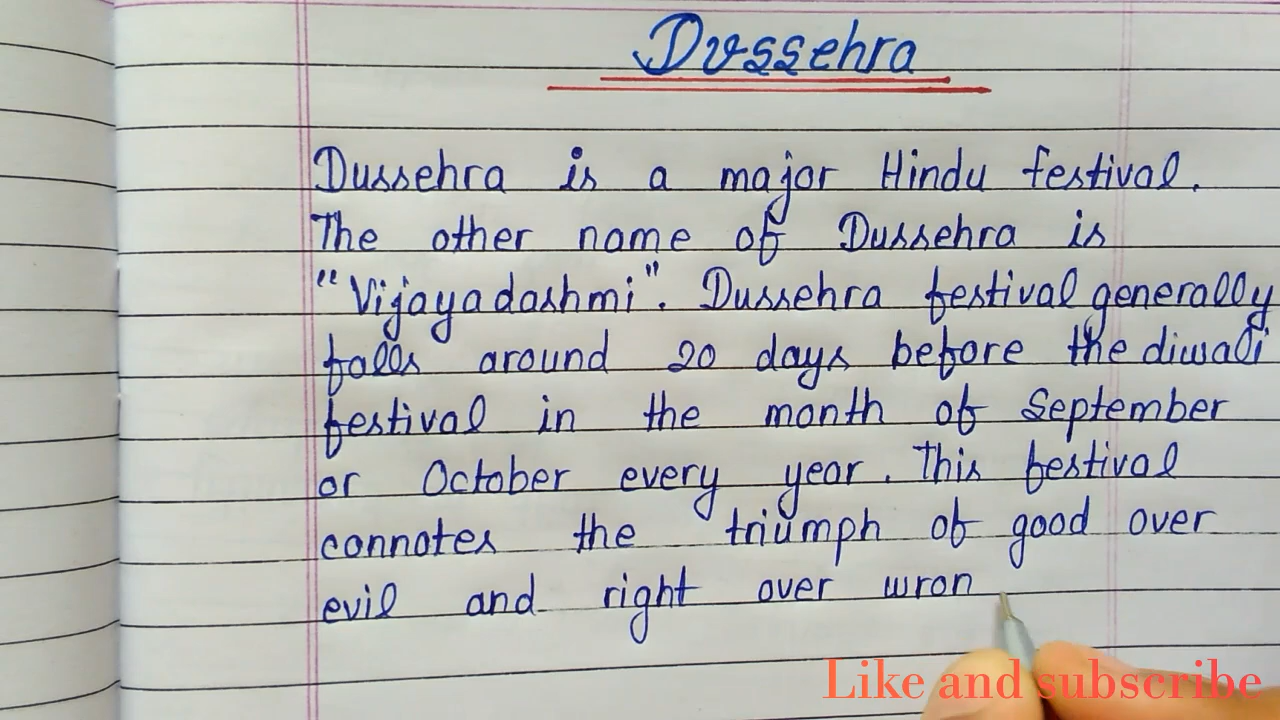 Dussehra
Dussehra is a major Hindu festival.
The other name of Dussehra is
"Vijayadashmi". Dussehra festival generally
falls around 20 days before the diwali
festival in the month of September
or October every year. This festival
connotes the triumph of good over
evil and right over wron
Like and subscribe